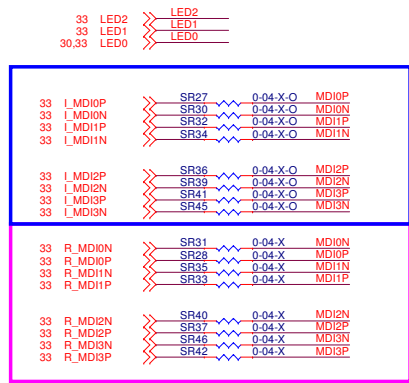 33 LED2 LED2
33 LED1 LED1
30,33 LED0 LED0
33 I_MDI0P SR27 0-04-X-O MDI0P
33 I_MDI0N SR30 0-04-X-O MDI0N
33 I_MDI1P SR32 0-04-X-O MDI1P
33 I_MDI1N SR34 0-04-X-O MDI1N
33 I_MDI2P SR36 0-04-X-O MDI2P
33 I_MDI2N SR39 0-04-X-O MDI2N
33 I_MDI3P SR41 0-04-X-O MDI3P
33 I_MDI3N SR45 0-04-X-O MDI3N
33 R_MDI0N SR31 0-04-X MDI0N
33 R_MDI0P SR28 0-04-X MDI0P
33 R_MDI1N SR35 0-04-X MDI1N
33 R_MDI1P SR33 0-04-X MDI1P
33 R_MDI2N SR40 0-04-X MDI2N
33 R_MDI2P SR37 0-04-X MDI2P
33 R_MDI3N SR46 0-04-X MDI3N
33 R_MDI3P SR42 0-04-X MDI3P